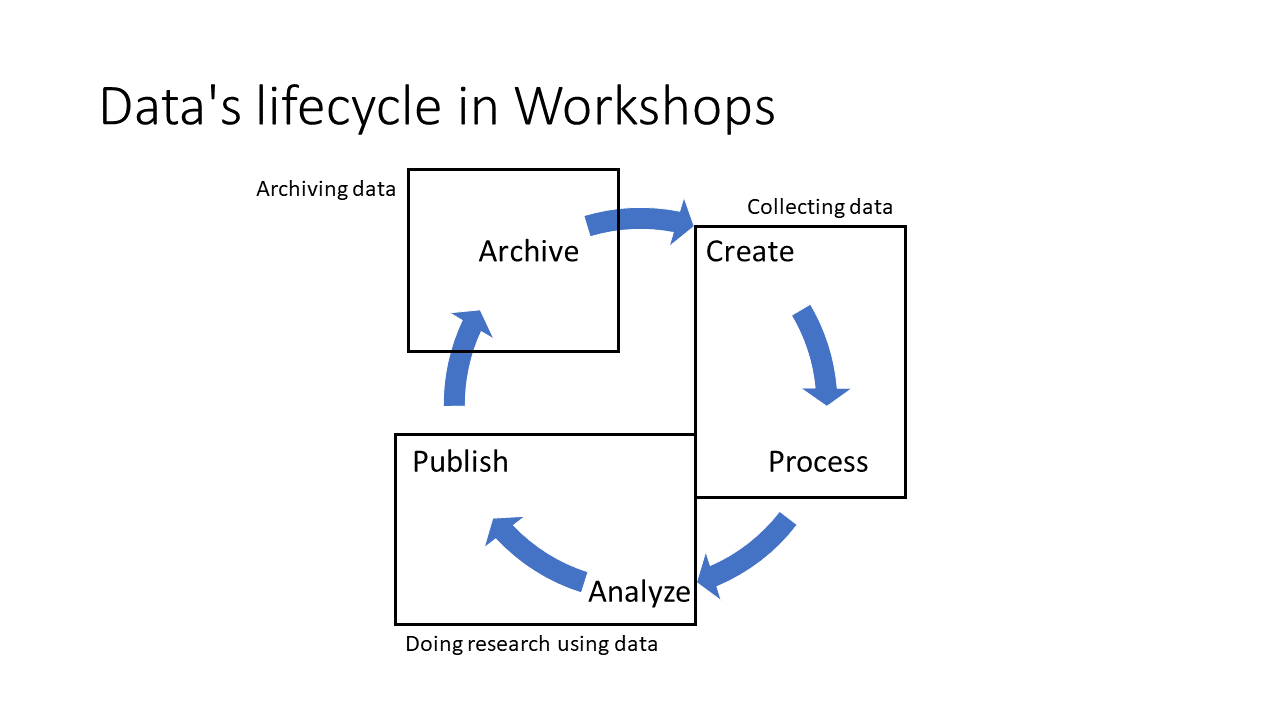 Data's lifecycle in Workshops
Archiving data
Collecting data
Archive
Create
Publish
Process
Analyze
Doing research using data